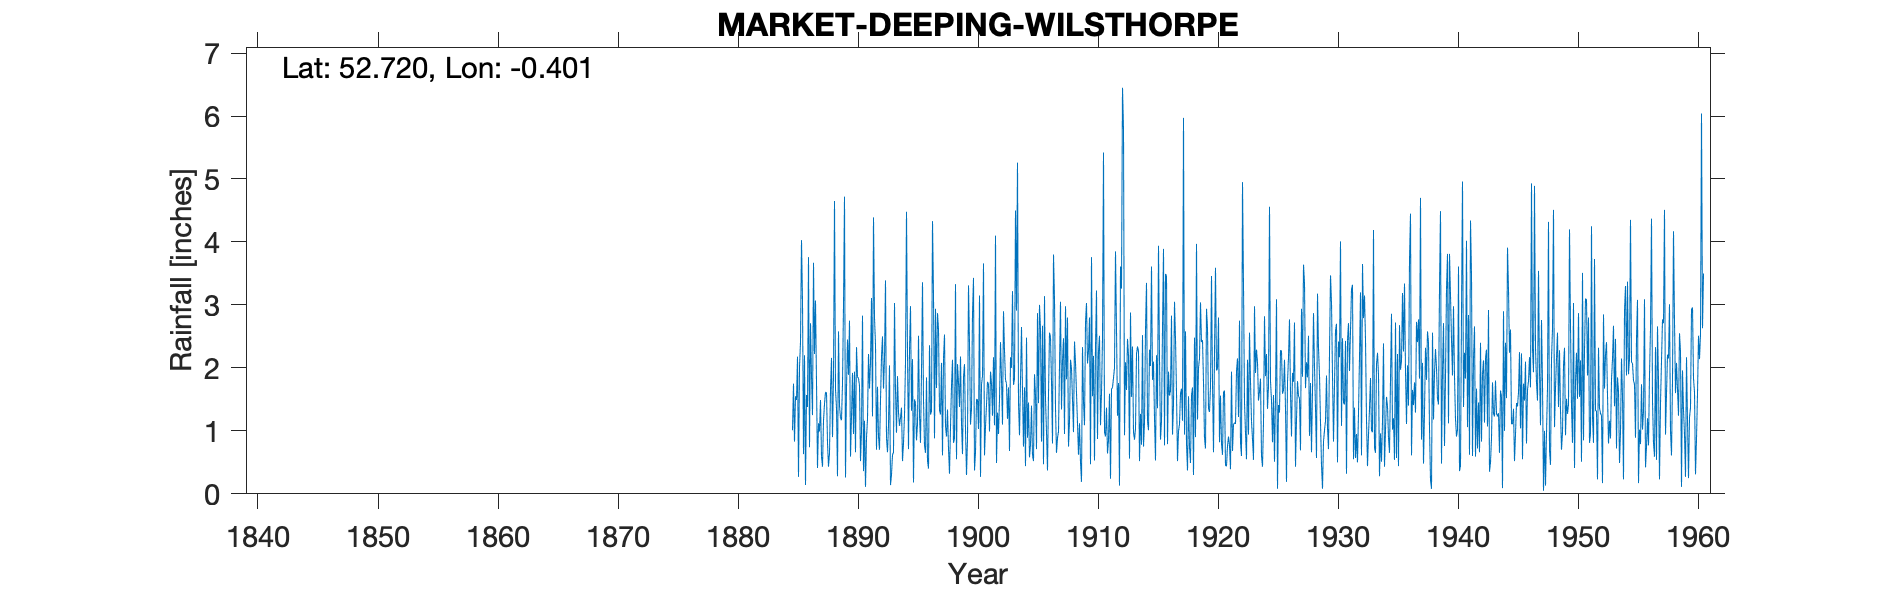 MARKET-DEEPING-WILSTHORPE
Lat: 52.720, Lon: -0.401
Rainfall [inches]
7
6
5
4
3
2
1
0
1840 1850 1860 1870 1880 1890 1900 1910 1920 1930 1940 1950 1960
Year